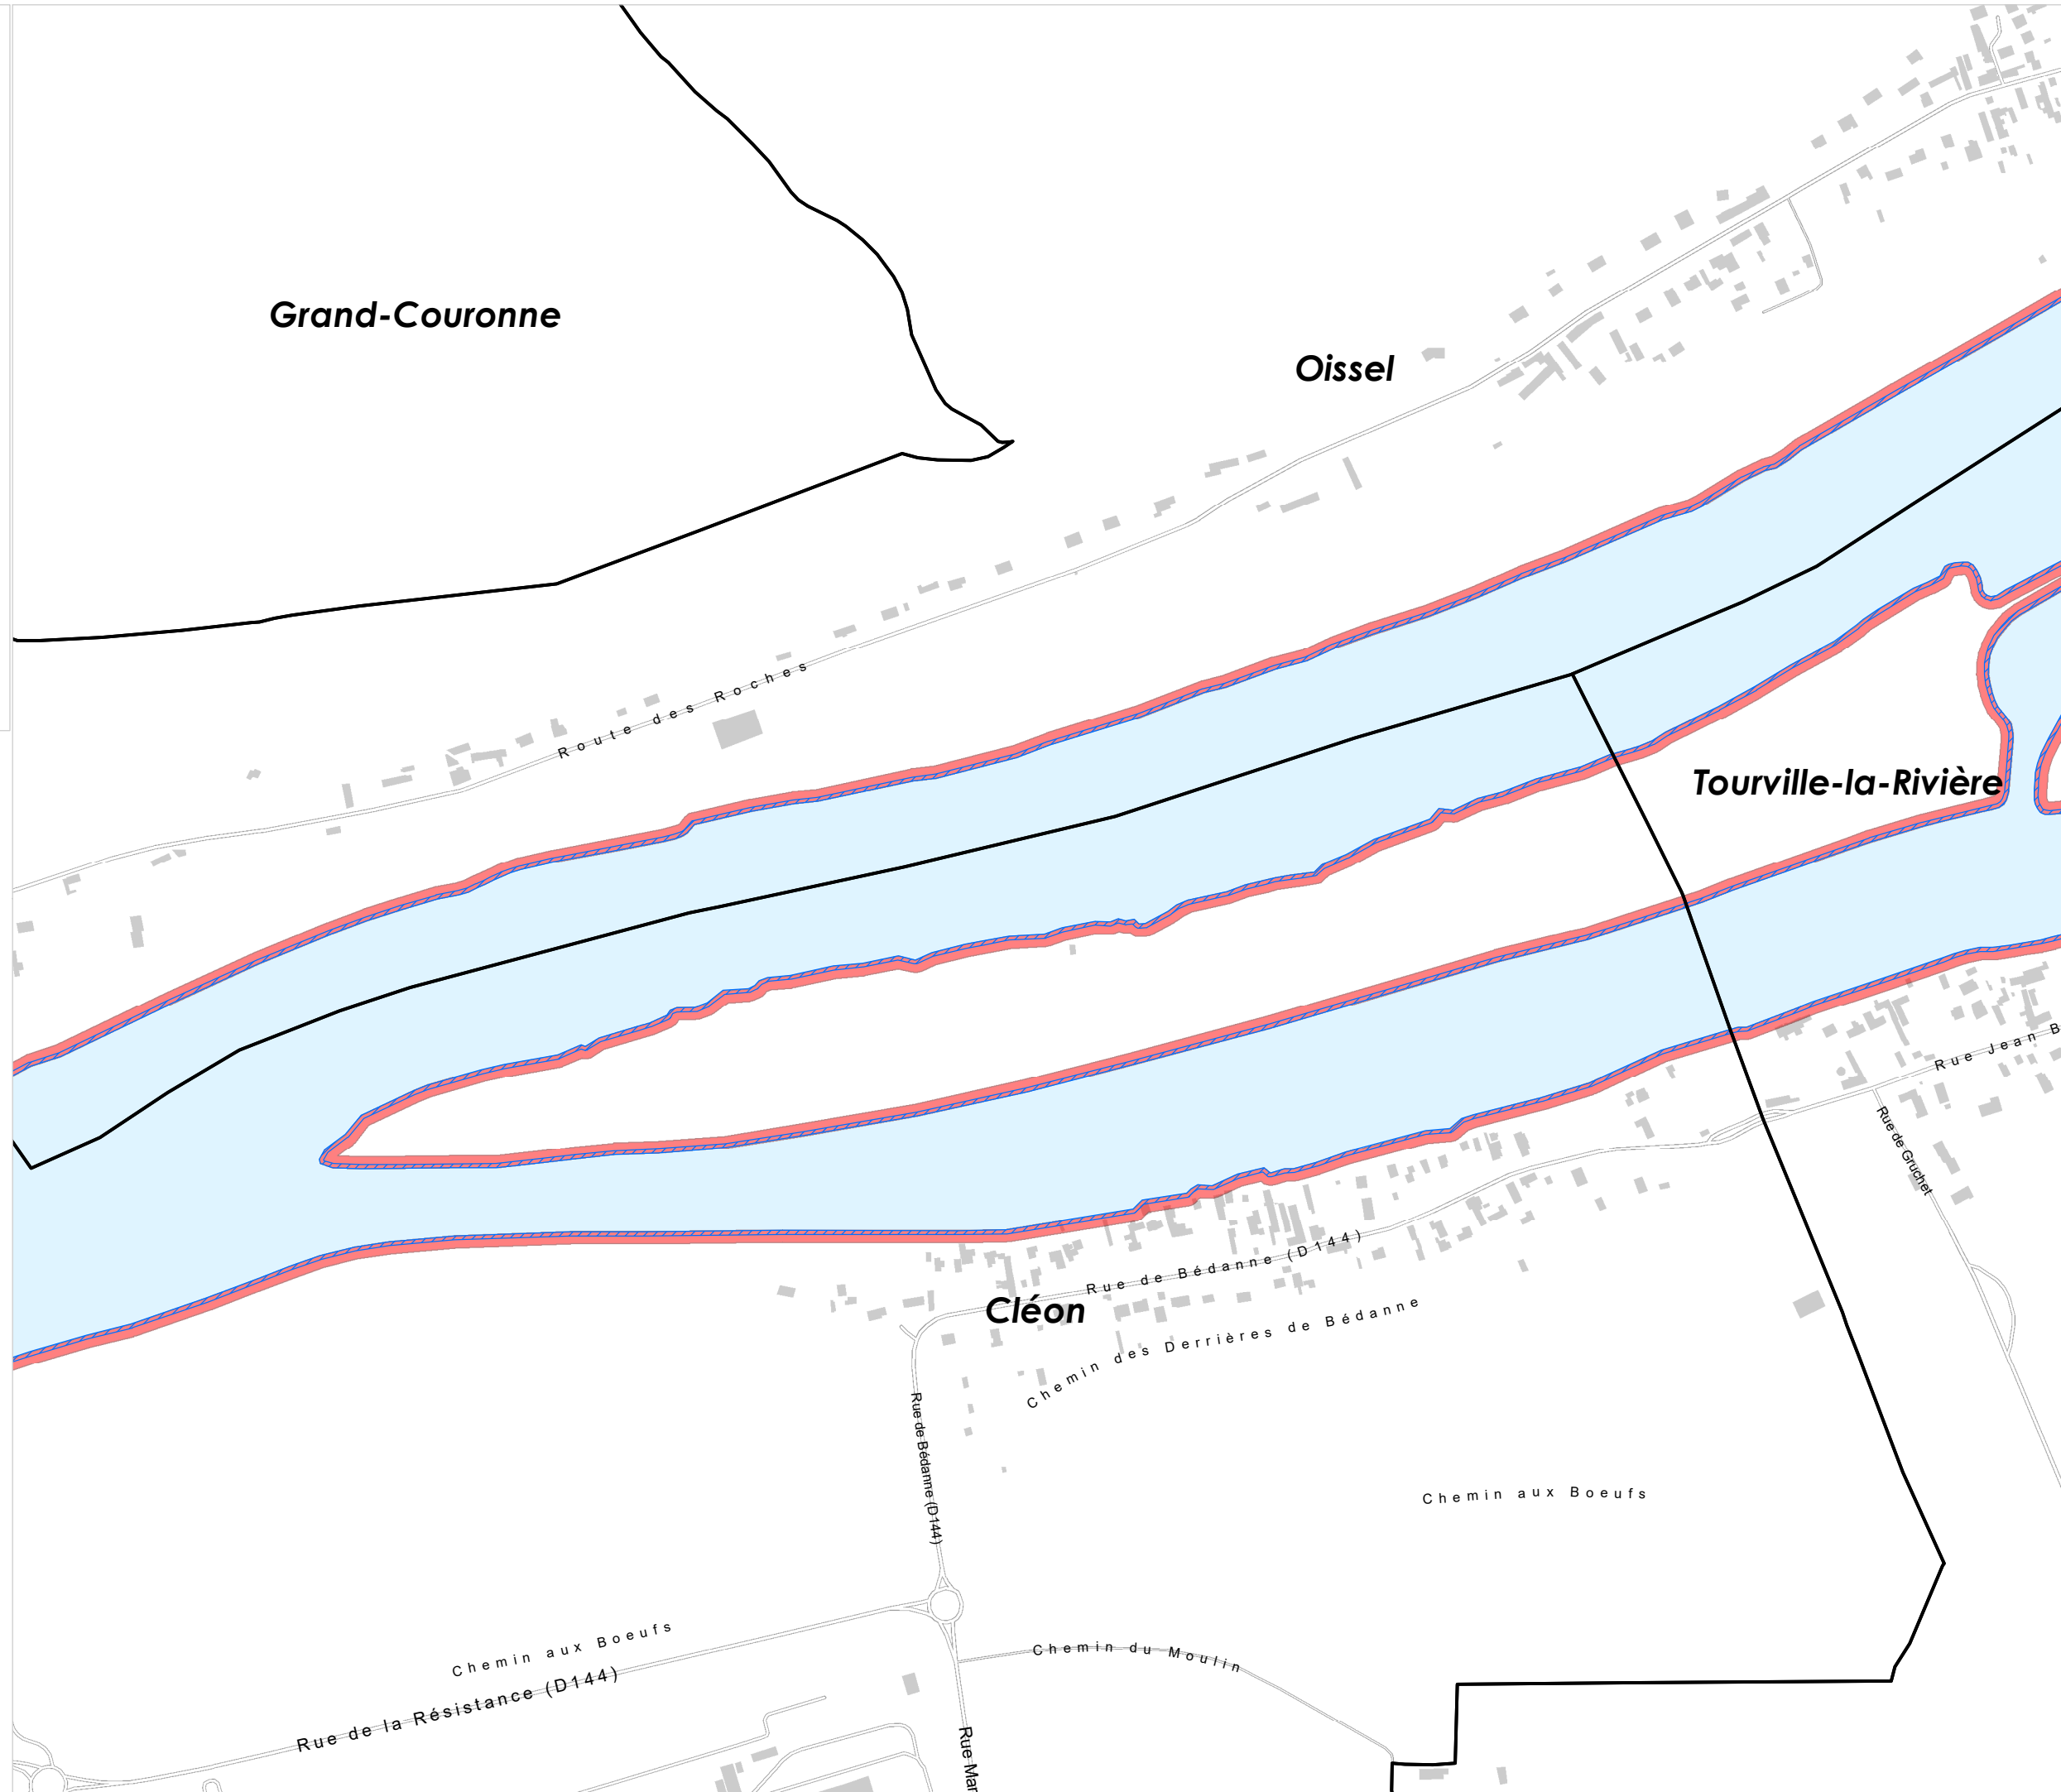 Grand-Couronne
Oissel
Route des Roches
Tourville-la-Rivière
Rue Jean B
Rue de Gruchet
Rue de Bédanne (D144)
Cléon
Chemin des Derrières de Bédanne
Rue de Bédanne (D144)
Chemin aux Boeufs
Chemin aux Boeufs
Chemin du Moulin
Rue de la Résistance (D144)
Rue Mar